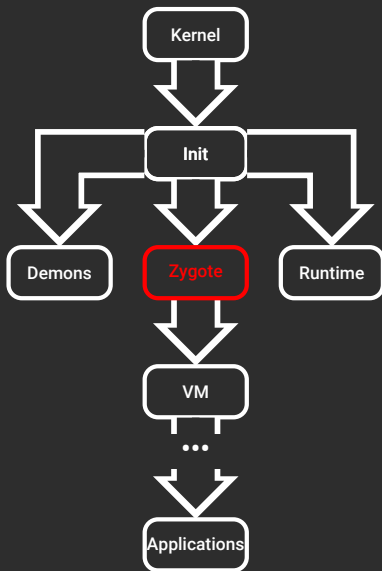 Kernel
Init
Demons
Zygote
Runtime
VM
...
Applications